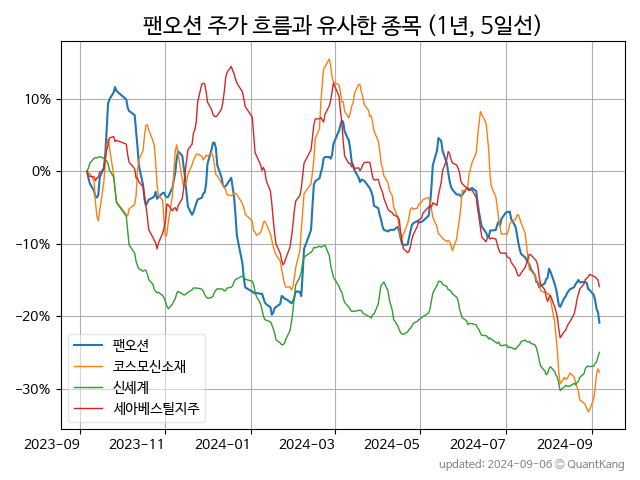 팬오션 주가 흐름과 유사한 종목 (1년, 5일선)
10%
0%
−10%
−20%
−30%
팬오션
코스모신소재
신세계
세아베스틸지주
2023-09
2023-11
2024-01
2024-03
2024-05
2024-07
2024-09
updated: 2024-09-06 © QuantKang